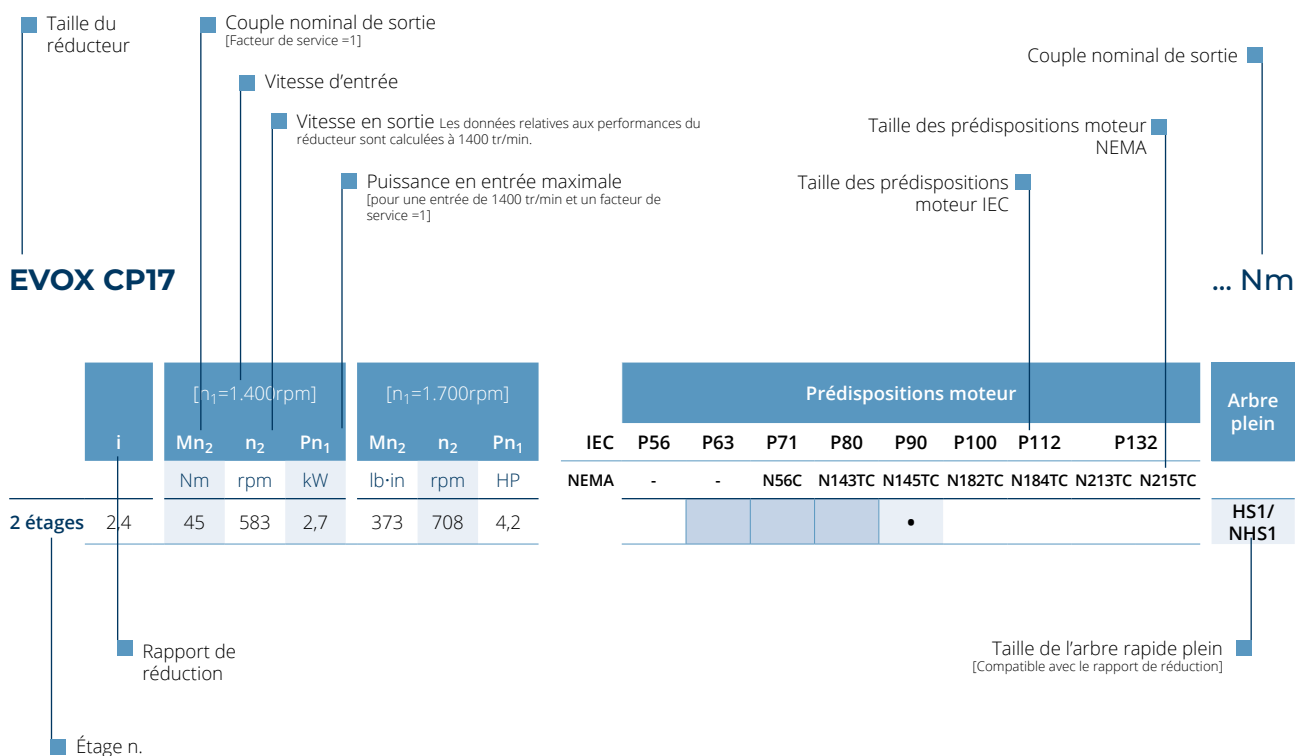 Taille du
réducteur
Couple nominal de sortie
[Facteur de service =1]
Couple nominal de sortie
Vitesse d'entrée
Vitesse en sortie Les données relatives aux performances du
réducteur sont calculées à 1400 tr/min.
Taille des prédispositions moteur
NEMA
Puissance en entrée maximale
[pour une entrée de 1400 tr/min et un facteur de
service =1]
Taille des prédispositions
moteur IEC
EVOX CP17
... Nm
[n₁=1.400rpm] [n₁=1.700rpm] Prédispositions moteur Arbre
plein
i Mn₂ n₂ Pn₁ Mn₂ n₂ Pn₁ IEC P56 P63 P71 P80 P90 P100 P112 P132
Nm rpm kW lb·in rpm HP NEMA - - N56C N143TC N145TC N182TC N184TC N213TC N215TC
2 étages 2,4 45 583 2,7 373 708 4,2 • HS1/
NHS1
Rapport de
réduction
Taille de l'arbre rapide plein
[Compatible avec le rapport de réduction]
Étage n.